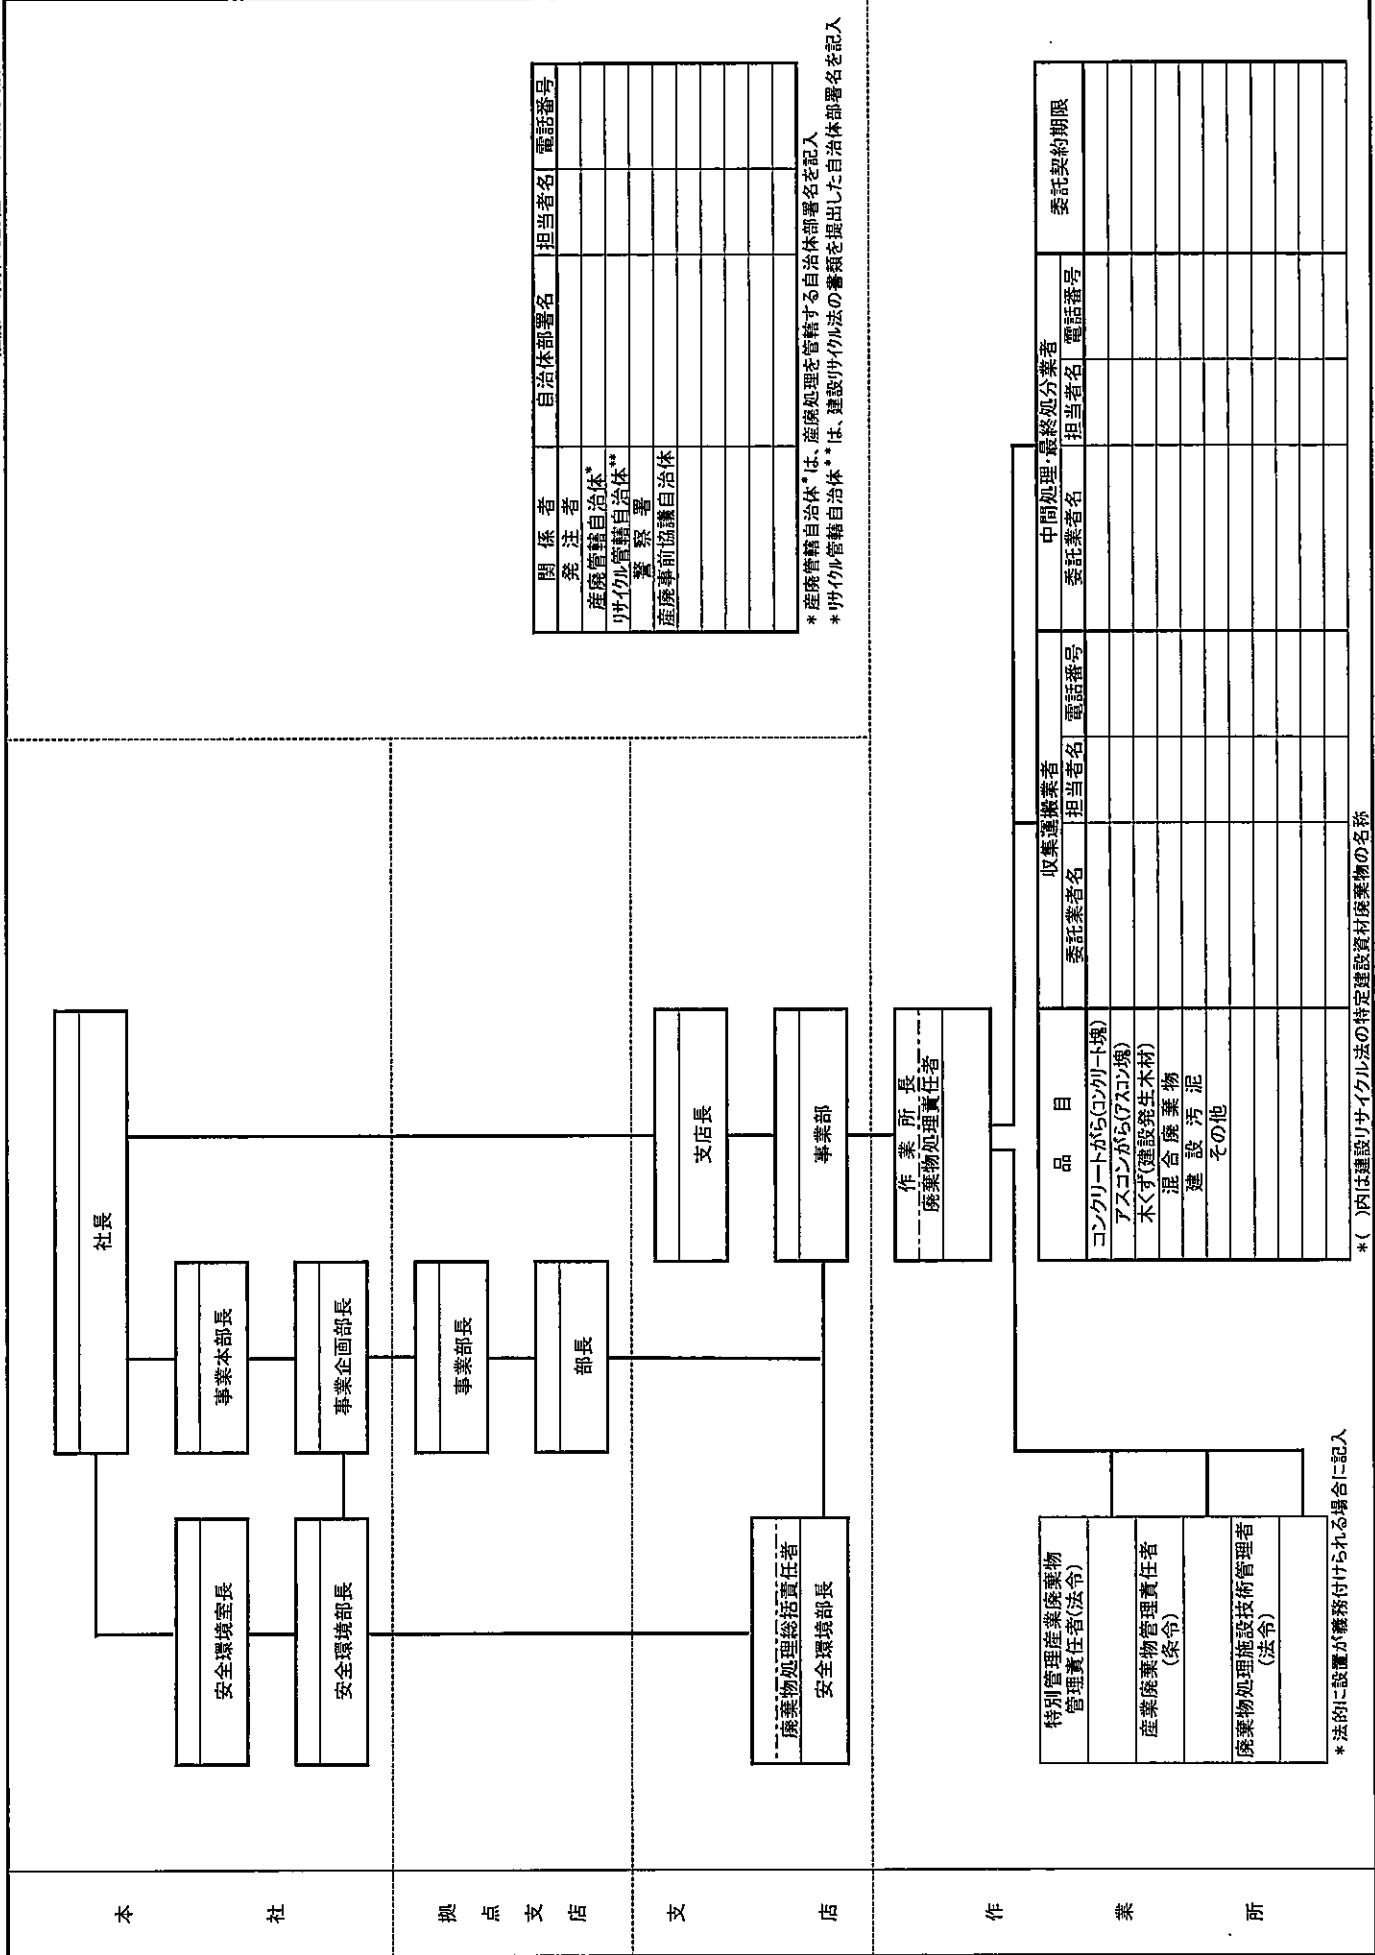 本社
社長
事業本部長
事業企画部長
安全環境室長
安全環境部長
拠点支店
事業部長
部長
支店
支店長
事業部
廃棄物処理総括責任者
安全環境部長
関係者 自治体部署名 担当者名 電話番号
発注者
産廃管轄自治体*
リサイクル管轄自治体**
警察署
産廃事前協議自治体
*産廃管轄自治体*は、産廃処理を管轄する自治体部署名を記入
*リサイクル管轄自治体**は、建設リサイクル法の書類を提出した自治体部署名を記入
作業所
作業所長
廃棄物処理責任者
特別管理産業廃棄物
管理責任者(法令)
産業廃棄物管理責任者
(条令)
廃棄物処理施設技術管理者
(法令)
*法的に設置が義務付けられる場合に記入
品目 収集運搬業者 中間処理・最終処分業者 委託契約期限
委託業者名 担当者名 電話番号 委託業者名 担当者名 電話番号
コンクリートがら(コンクリート塊)
アスコンがら(アスコン塊)
木くず(建設発生木材)
混合廃棄物
建設汚泥
その他
*( )内は建設リサイクル法の特定建設資材廃棄物の名称